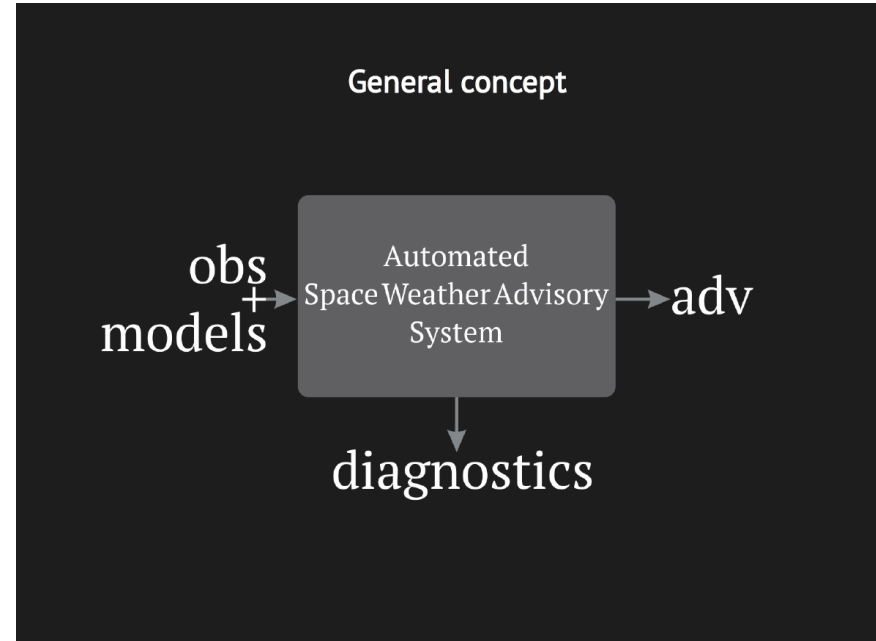 General concept
obs
+
models
Automated
Space Weather Advisory
System
adv
diagnostics